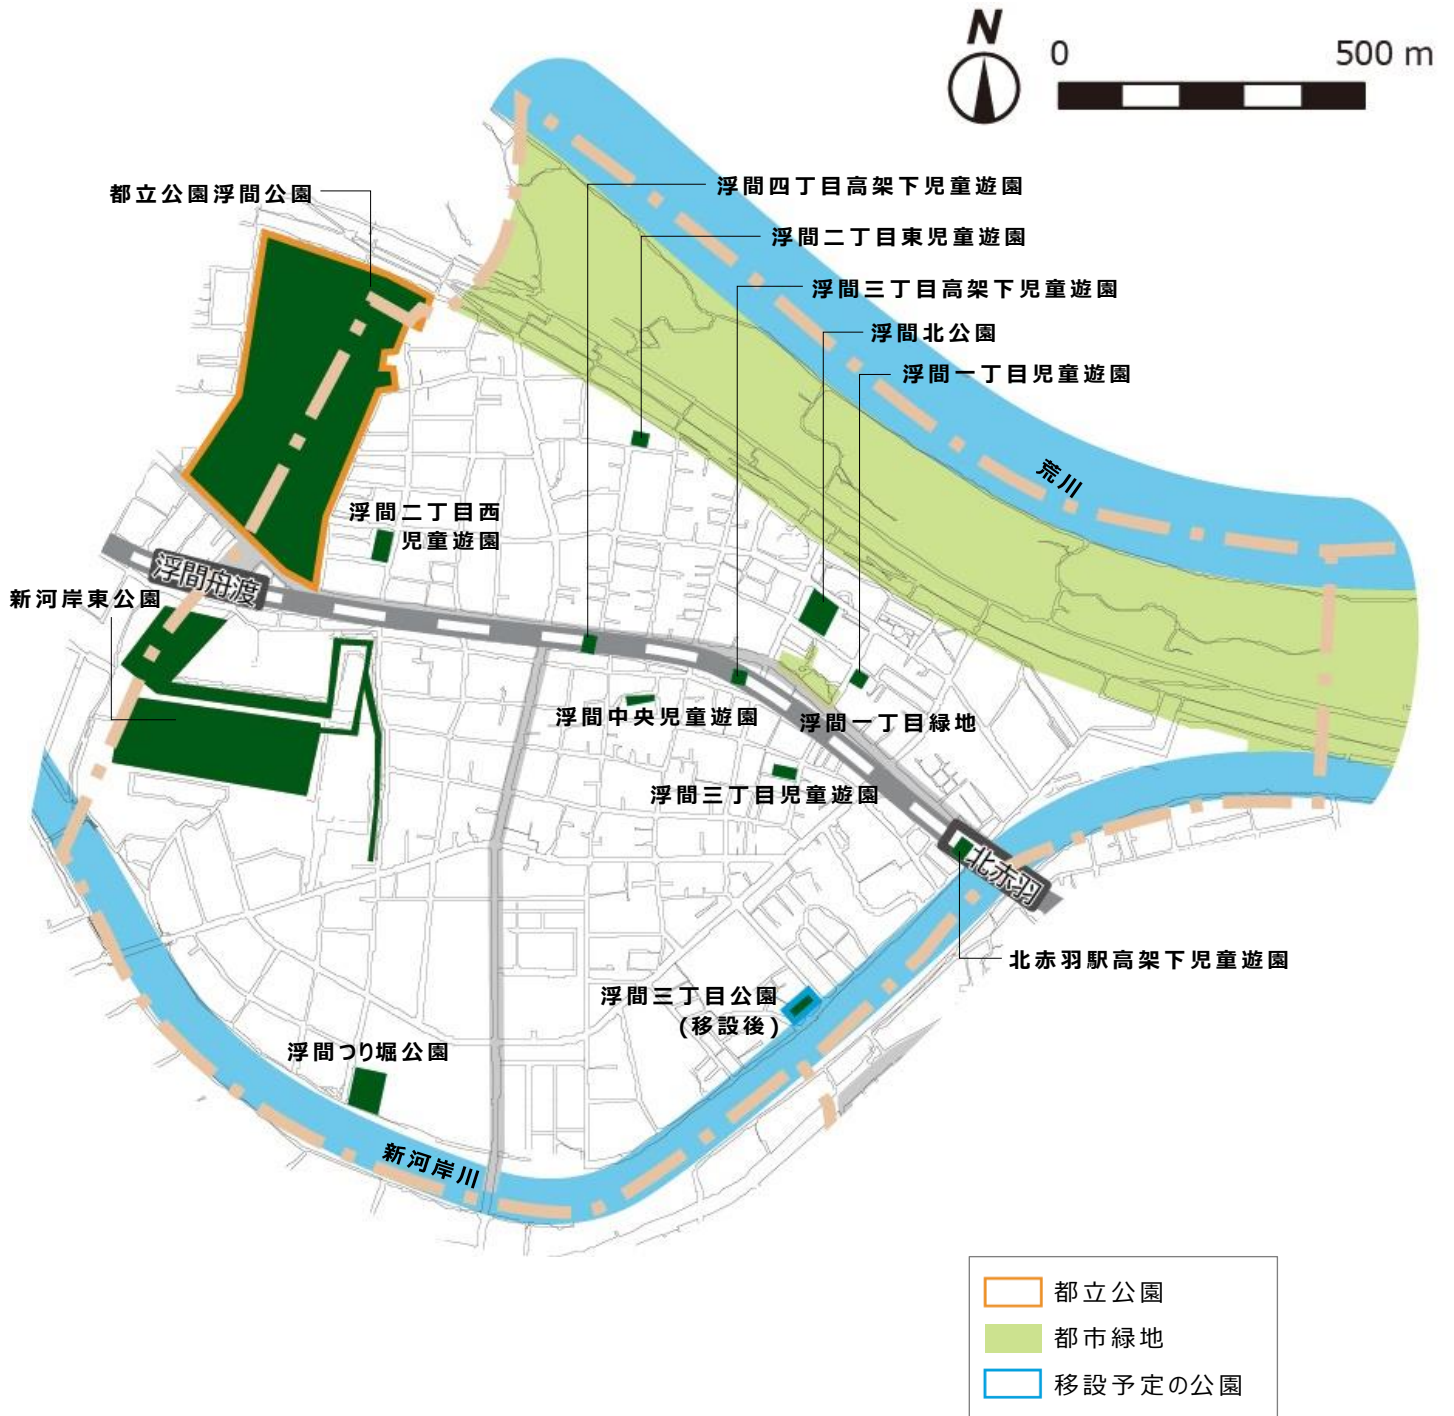 N
0 500 m
都立公園浮間公園
浮間四丁目高架下児童遊園
浮間二丁目東児童遊園
浮間三丁目高架下児童遊園
浮間北公園
浮間一丁目児童遊園
荒川
浮間二丁目西
児童遊園
浮間舟渡
新河岸東公園
浮間中央児童遊園
浮間一丁目緑地
浮間三丁目児童遊園
北赤羽
北赤羽駅高架下児童遊園
浮間三丁目公園
(移設後)
浮間つり堀公園
新河岸川
都立公園
都市緑地
移設予定の公園